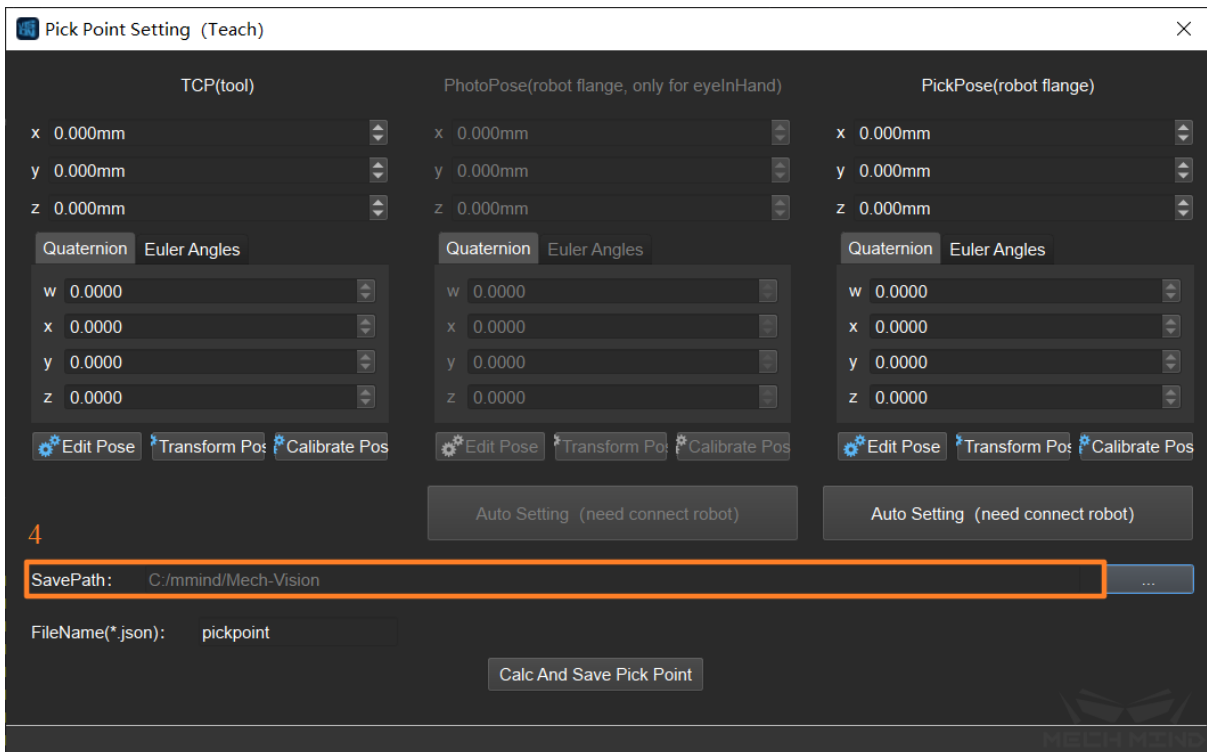 Pick Point Setting (Teach)
TCP(tool)
x 0.000mm
y 0.000mm
z 0.000mm
Quaternion Euler Angles
w 0.0000
x 0.0000
y 0.0000
z 0.0000
Edit Pose Transform Pos Calibrate Pos
PhotoPose(robot flange, only for eyeInHand)
x 0.000mm
y 0.000mm
z 0.000mm
Quaternion Euler Angles
w 0.0000
x 0.0000
y 0.0000
z 0.0000
Edit Pose Transform Pos Calibrate Pos
Auto Setting (need connect robot)
PickPose(robot flange)
x 0.000mm
y 0.000mm
z 0.000mm
Quaternion Euler Angles
w 0.0000
x 0.0000
y 0.0000
z 0.0000
Edit Pose Transform Pos Calibrate Pos
Auto Setting (need connect robot)
4
SavePath: C:/mmind/Mech-Vision ...
FileName(*.json): pickpoint
Calc And Save Pick Point
MECH MIND